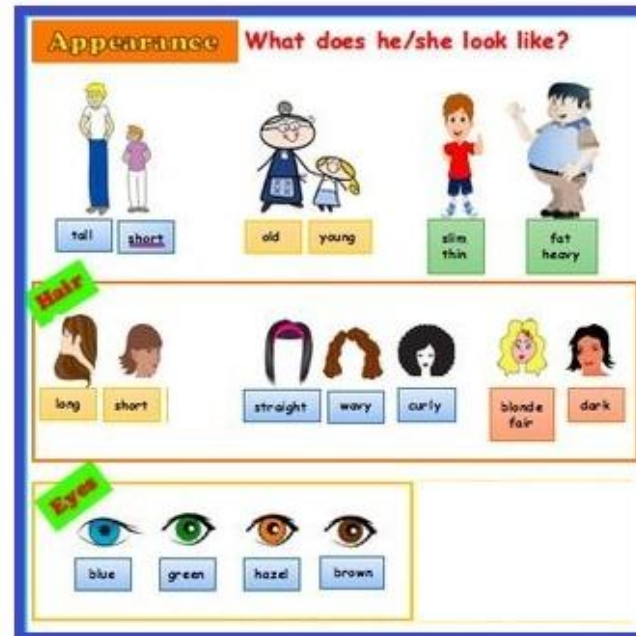 Appearance What does he/she look like?
tall short old young slim thin fat heavy
Hair
long short straight wavy curly blonde fair dark
Eyes
blue green hazel brown